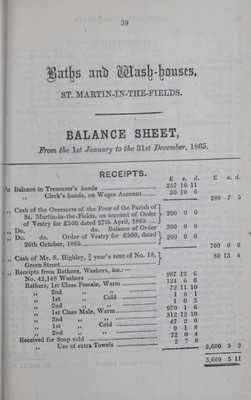 39
Baths and Wash-houses,
ST. MARTIN-IN-THE-FIELDS.
BALANCE SHEET,
From the 1st January to the 31st December, 1865.
RECEIPTS.
£ s. d. £ s. d.
To Balance in Treasurer's hands 257 16 11
„ Clerk's hands, on Wages Account 30 10 6
288 7 5
„ Cash of the Overseers of the Poor of the Parish of St. Martin-in-the-Fields, on account of Order of Vestry for £500 dated 27th April, 1865 200 0 0
„ Do. do. Balance of Order 300 0 0
„ Do. do. Order of Vestry for £500, dated 26th October, 1865 200 0 0
700 0 0
„ Cash of Mr. S. Highley, ¾ year's rent of No. 18, Green Street 80 13 4
„ Receipts from Bathers, Washers, &c.:—
No. 42,148 Washers 987 12 6
Bathers, 1st Class Female, Warm 124 6 6
„ 2nd „ „ 72 11 10
„ 1st „ Cold 1 8 1
„ 2nd „ „ 1 0 5
„ 1st Class Male, Warm 979 1 6
„ 2nd „ „ 312 12 10
„ 1st „ Cold 47 2 0
„ 2nd „ „ 9 1 8
Received for Soap sold 72 0 4
„ Use of extra Towels 2 7 8
2,600 5 2
3,669 5 11